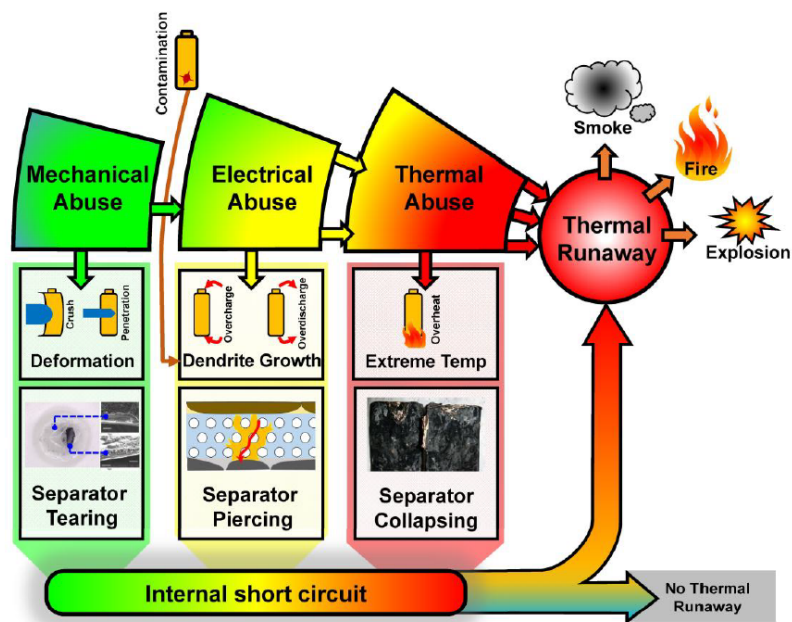 Contamination
Mechanical
Abuse
Electrical
Abuse
Thermal
Abuse
Smoke
Fire
Explosion
Thermal
Runaway
Crush
Penetration
Deformation
Overcharge
Overdischarge
Dendrite Growth
Overheat
Extreme Temp
Separator
Tearing
Separator
Piercing
Separator
Collapsing
Internal short circuit
No Thermal
Runaway